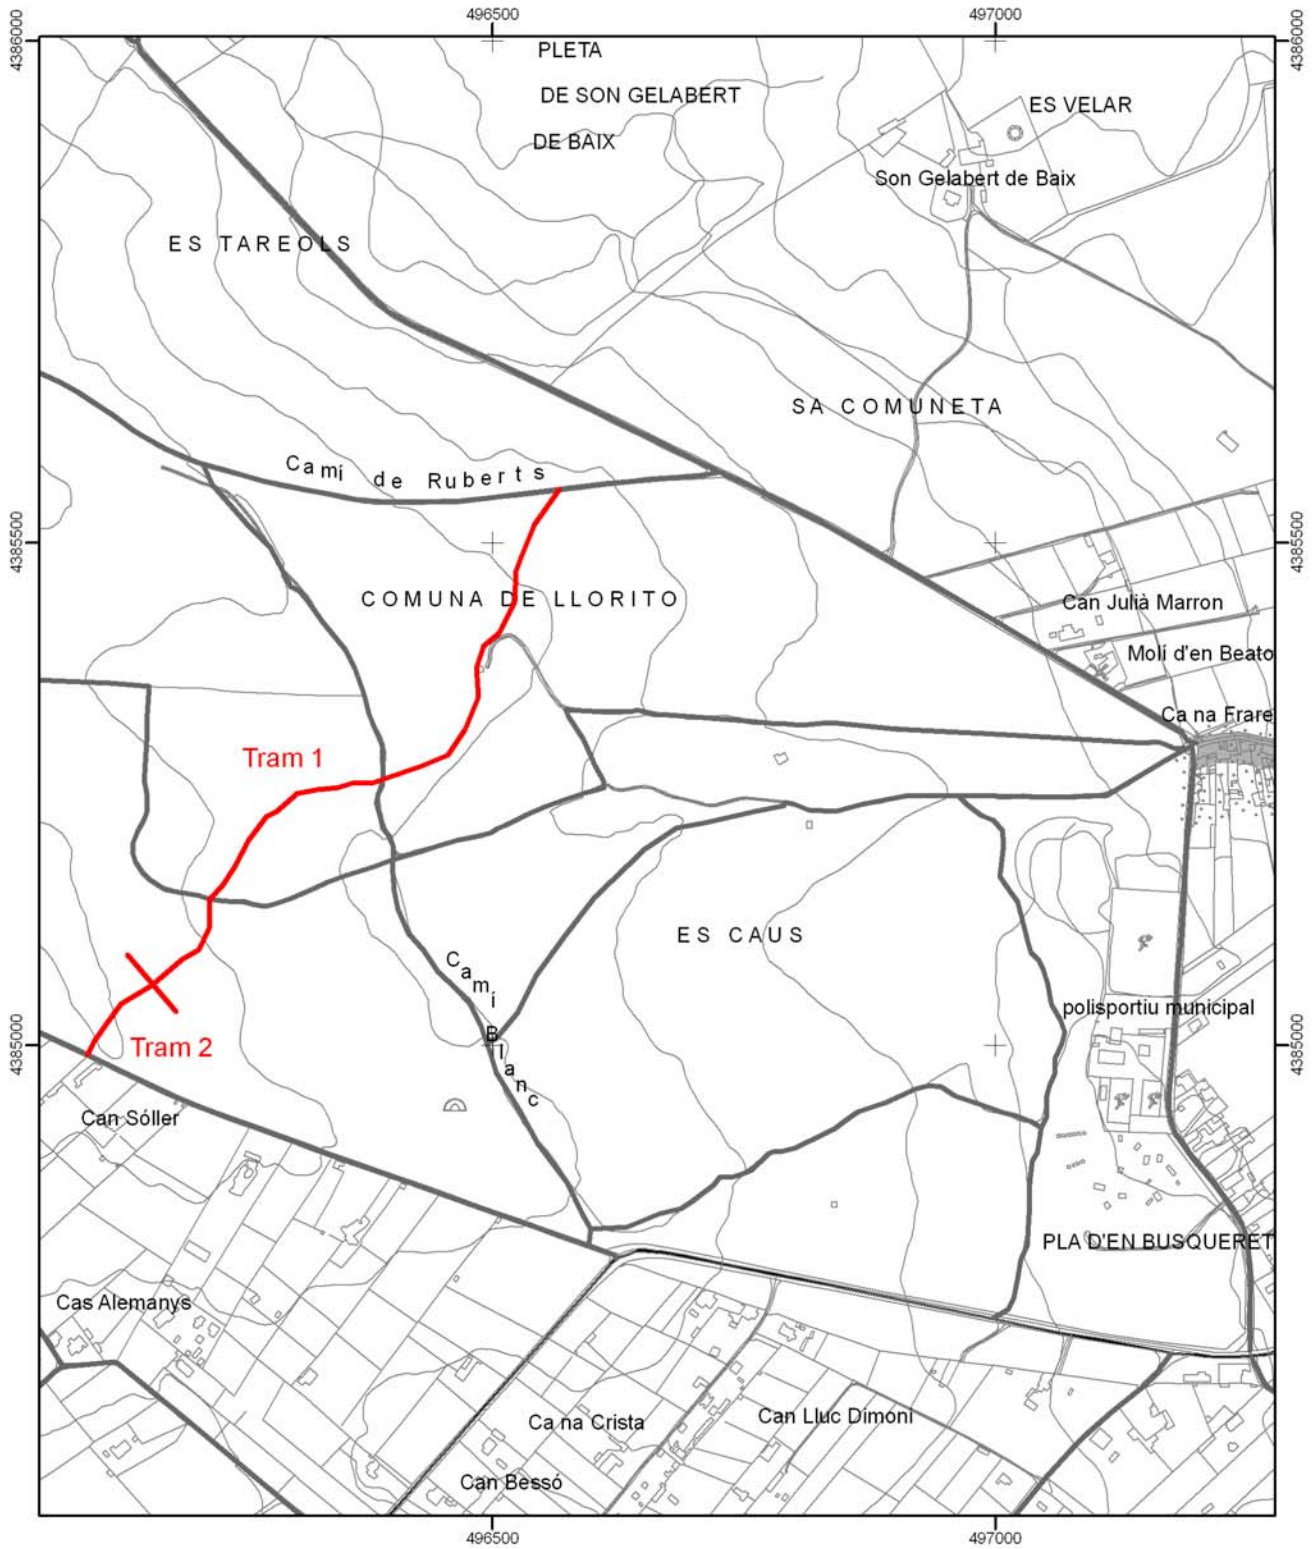 496500
497000
4386000
4386000
PLETA
DE SON GELABERT
DE BAIX
ES VELAR
Son Gelabert de Baix
ES TAREOLS
SA COMUNETA
Camí de Ruberts
4385500
4385500
COMUNA DE LLORITO
Can Julià Marron
Molí d'en Beato
Ca na Frare
Tram 1
ES CAUS
Camí Blanc
polisportiu municipal
4385000
4385000
Tram 2
Can Sóller
PLA D'EN BUSQUERET
Cas Alemanys
Ca na Crista
Can Lluc Dimoni
Can Bessó
496500
497000